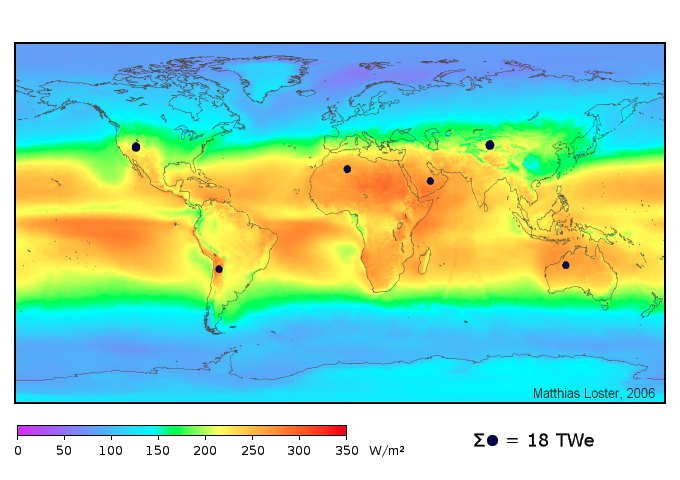 Matthias Loster, 2006
0 50 100 150 200 250 300 350 W/m²
Σ● = 18 TWe